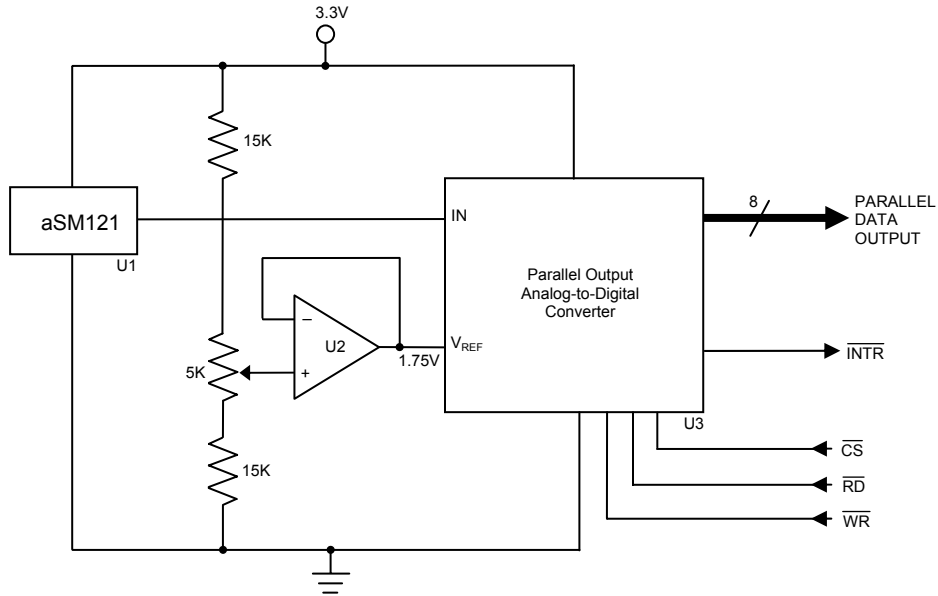 3.3V
15K
aSM121
U1
IN
8
PARALLEL
DATA
OUTPUT
Parallel Output
Analog-to-Digital
Converter
–
U2
+
5K
1.75V
VREF
INTR
U3
15K
CS
RD
WR